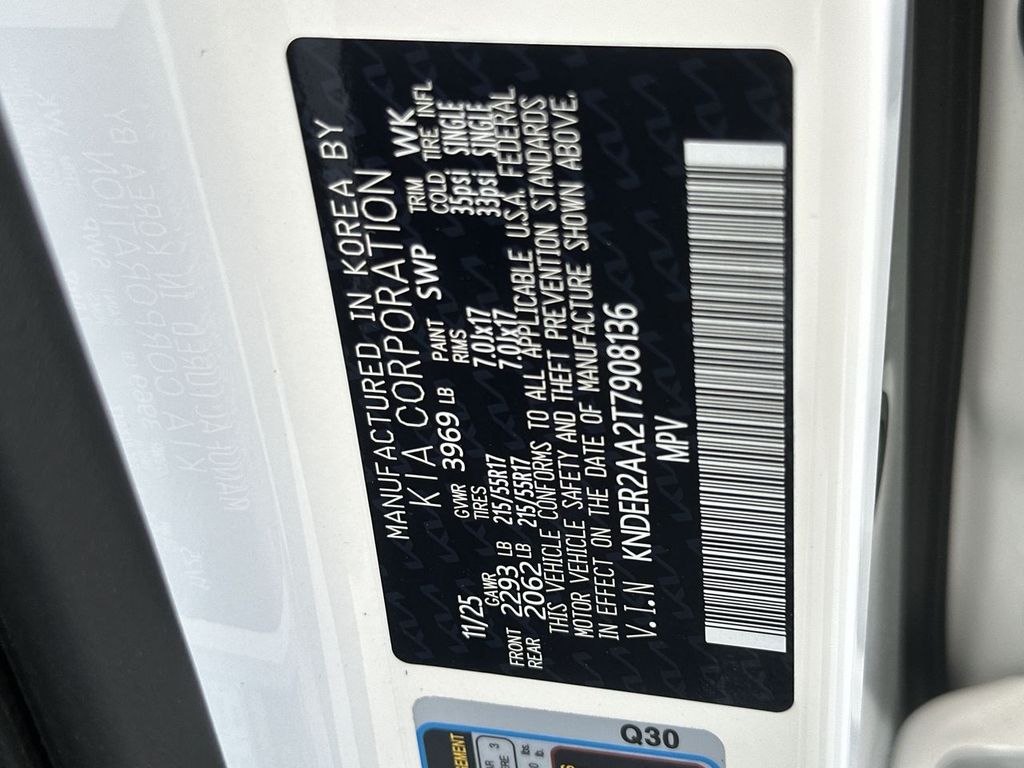 MANUFACTURED IN KOREA BY
KIA CORPORATION
11/25 GVWR 3969 LB PAINT SWP TRIM WK
GAWR TIRES RIMS COLD TIRE INFL
FRONT 2293 LB 215/55R17 7.0Jx17 35psi SINGLE
REAR 2062 LB 215/55R17 7.0Jx17 33psi SINGLE
THIS VEHICLE CONFORMS TO ALL APPLICABLE U.S.A. FEDERAL
MOTOR VEHICLE SAFETY AND THEFT PREVENTION STANDARDS
IN EFFECT ON THE DATE OF MANUFACTURE SHOWN ABOVE.
V.I.N KNDER2AA2T7908136
MPV
Q30